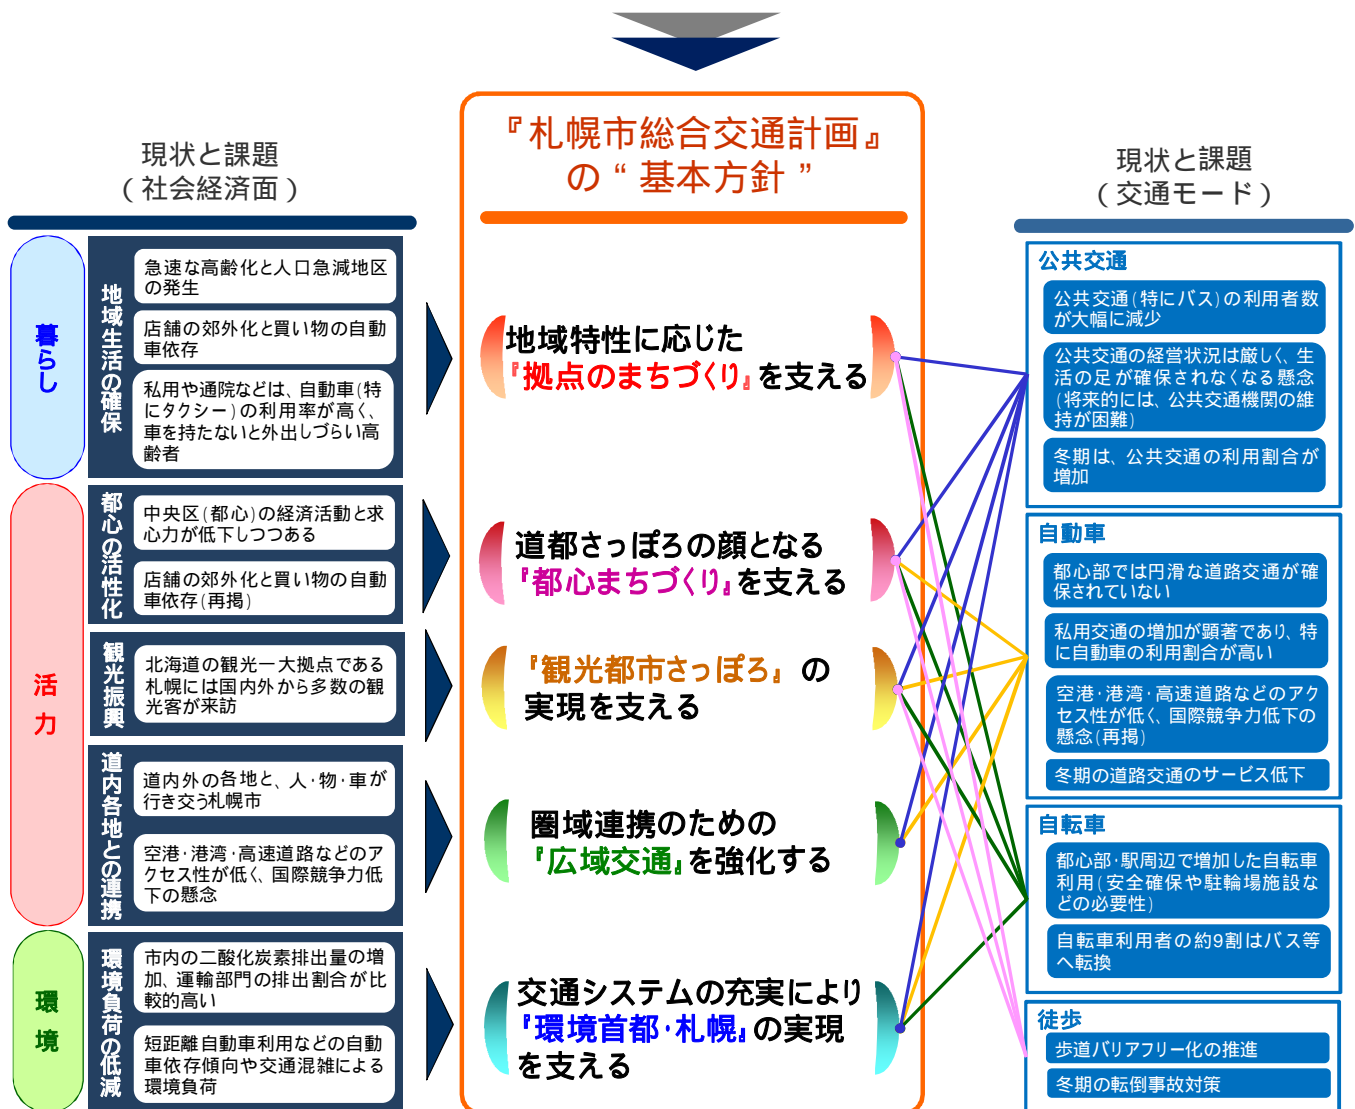 『札幌市総合交通計画』
の“基本方針”
現状と課題
(社会経済面)
暮らし
地域生活の確保
急速な高齢化と人口急減地区
の発生
店舗の郊外化と買い物の自動
車依存
私用や通院などは、自動車(特
にタクシー)の利用率が高く、
車を持たないと外出しづらい高
齢者
活力
都心の活性化
中央区(都心)の経済活動と求
心力が低下しつつある
店舗の郊外化と買い物の自動
車依存(再掲)
観光振興
北海道の観光一大拠点である
札幌には国内外から多数の観
光客が来訪
道内各地との連携
道内外の各地と、人・物・車が
行き交う札幌市
空港・港湾・高速道路などのア
クセス性が低く、国際競争力低
下の懸念
環境
環境負荷の低減
市内の二酸化炭素排出量の増
加、運輸部門の排出割合が比
較的高い
短距離自動車利用などの自動
車依存傾向や交通混雑による
環境負荷
地域特性に応じた
『拠点のまちづくり』を支える
道都さっぽろの顔となる
『都心まちづくり』を支える
『観光都市さっぽろ』の
実現を支える
圏域連携のための
『広域交通』を強化する
交通システムの充実により
『環境首都・札幌』の実現
を支える
現状と課題
(交通モード)
公共交通
公共交通(特にバス)の利用者数
が大幅に減少
公共交通の経営状況は厳しく、生
活の足が確保されなくなる懸念
(将来的には、公共交通機関の維
持が困難)
冬期は、公共交通の利用割合が
増加
自動車
都心部では円滑な道路交通が確
保されていない
私用交通の増加が顕著であり、特
に自動車の利用割合が高い
空港・港湾・高速道路などのアク
セス性が低く、国際競争力低下の
懸念(再掲)
冬期の道路交通のサービス低下
自転車
都心部・駅周辺で増加した自転車
利用(安全確保や駐輪場施設な
どの必要性)
自転車利用者の約9割はバス等
へ転換
徒歩
歩道バリアフリー化の推進
冬期の転倒事故対策